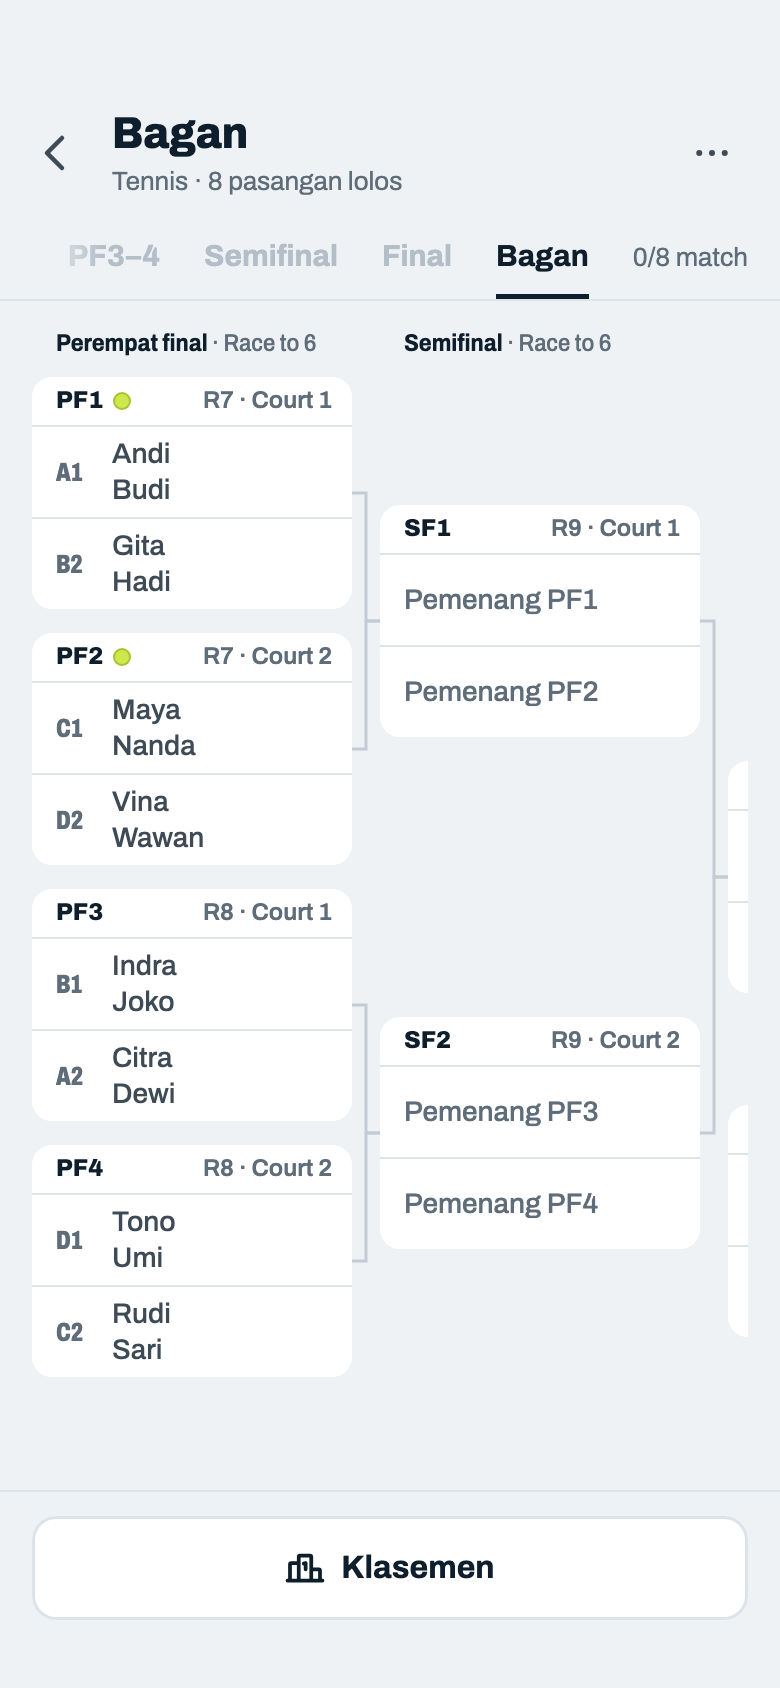 Bagan
Tennis · 8 pasangan lolos
PF3–4 Semifinal Final Bagan 0/8 match
Perempat final · Race to 6
PF1 R7 · Court 1
A1 Andi
Budi
B2 Gita
Hadi
PF2 R7 · Court 2
C1 Maya
Nanda
D2 Vina
Wawan
PF3 R8 · Court 1
B1 Indra
Joko
A2 Citra
Dewi
PF4 R8 · Court 2
D1 Tono
Umi
C2 Rudi
Sari
Semifinal · Race to 6
SF1 R9 · Court 1
Pemenang PF1
Pemenang PF2
SF2 R9 · Court 2
Pemenang PF3
Pemenang PF4
Klasemen